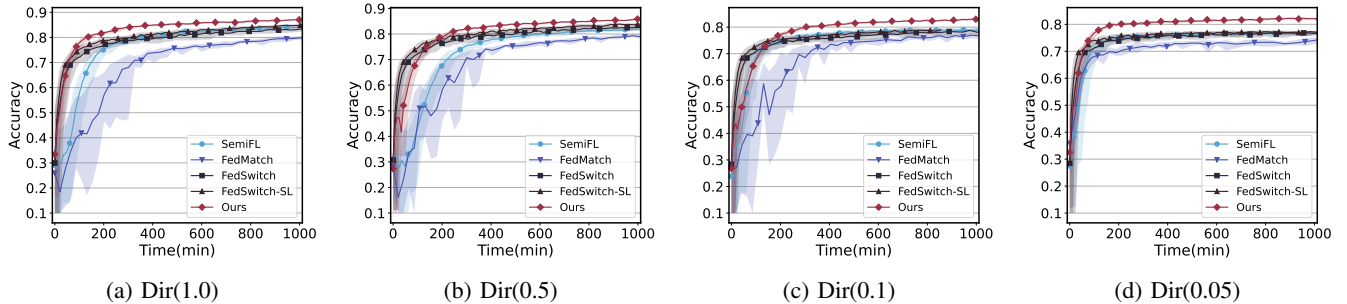 0.9
0.8
0.7
0.6
0.5
0.4
0.3
0.2
0.1
Accuracy
0 200 400 600 800 1000
Time(min)
SemiFL
FedMatch
FedSwitch
FedSwitch-SL
Ours
(a) Dir(1.0)
0.9
0.8
0.7
0.6
0.5
0.4
0.3
0.2
0.1
Accuracy
0 200 400 600 800 1000
Time(min)
SemiFL
FedMatch
FedSwitch
FedSwitch-SL
Ours
(b) Dir(0.5)
0.8
0.7
0.6
0.5
0.4
0.3
0.2
0.1
Accuracy
0 200 400 600 800 1000
Time(min)
SemiFL
FedMatch
FedSwitch
FedSwitch-SL
Ours
(c) Dir(0.1)
0.8
0.7
0.6
0.5
0.4
0.3
0.2
0.1
Accuracy
0 200 400 600 800 1000
Time(min)
SemiFL
FedMatch
FedSwitch
FedSwitch-SL
Ours
(d) Dir(0.05)